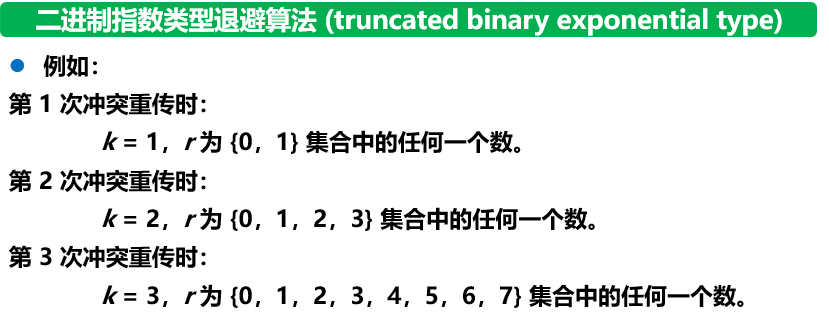 二进制指数类型退避算法 (truncated binary exponential type)
● 例如：
第 1 次冲突重传时：
k = 1，r 为 {0，1} 集合中的任何一个数。
第 2 次冲突重传时：
k = 2，r 为 {0，1，2，3} 集合中的任何一个数。
第 3 次冲突重传时：
k = 3，r 为 {0，1，2，3，4，5，6，7} 集合中的任何一个数。